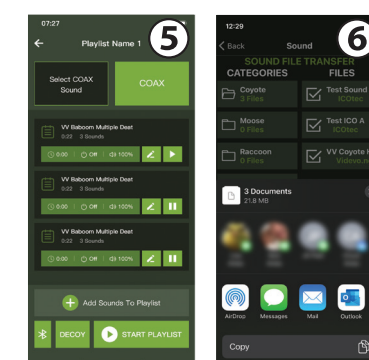 07:27
Playlist Name 1
5
Select COAX
Sound
COAX
VV Baboom Multiple Deat
0:22 3 Sounds
0:00 Off 100%
VV Baboom Multiple Deat
0:22 3 Sounds
0:00 Off 100%
VV Baboom Multiple Deat
0:22 3 Sounds
0:00 Off 100%
Add Sounds To Playlist
DECOY
START PLAYLIST
12:29
6
Back
Sound
SOUND FILE TRANSFER
CATEGORIES
FILES
Coyote
3 Files
Test Sound
ICOtec
Moose
0 Files
Test ICO A
ICOtec
Raccoon
0 Files
VV Coyote
3 Documents
21.8 MB
AirDrop
Messages
Mail
Outlook
Copy